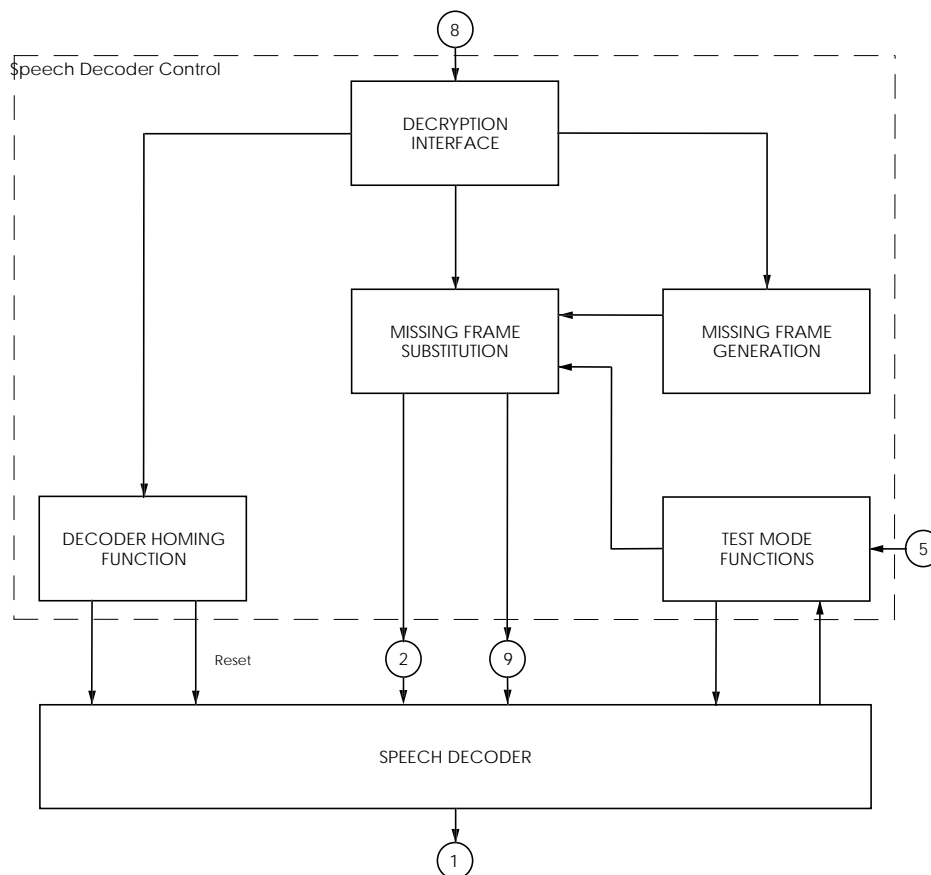 8
Speech Decoder Control
DECRYPTION
INTERFACE
MISSING FRAME
SUBSTITUTION
MISSING FRAME
GENERATION
DECODER HOMING
FUNCTION
TEST MODE
FUNCTIONS
5
Reset
2
9
SPEECH DECODER
1